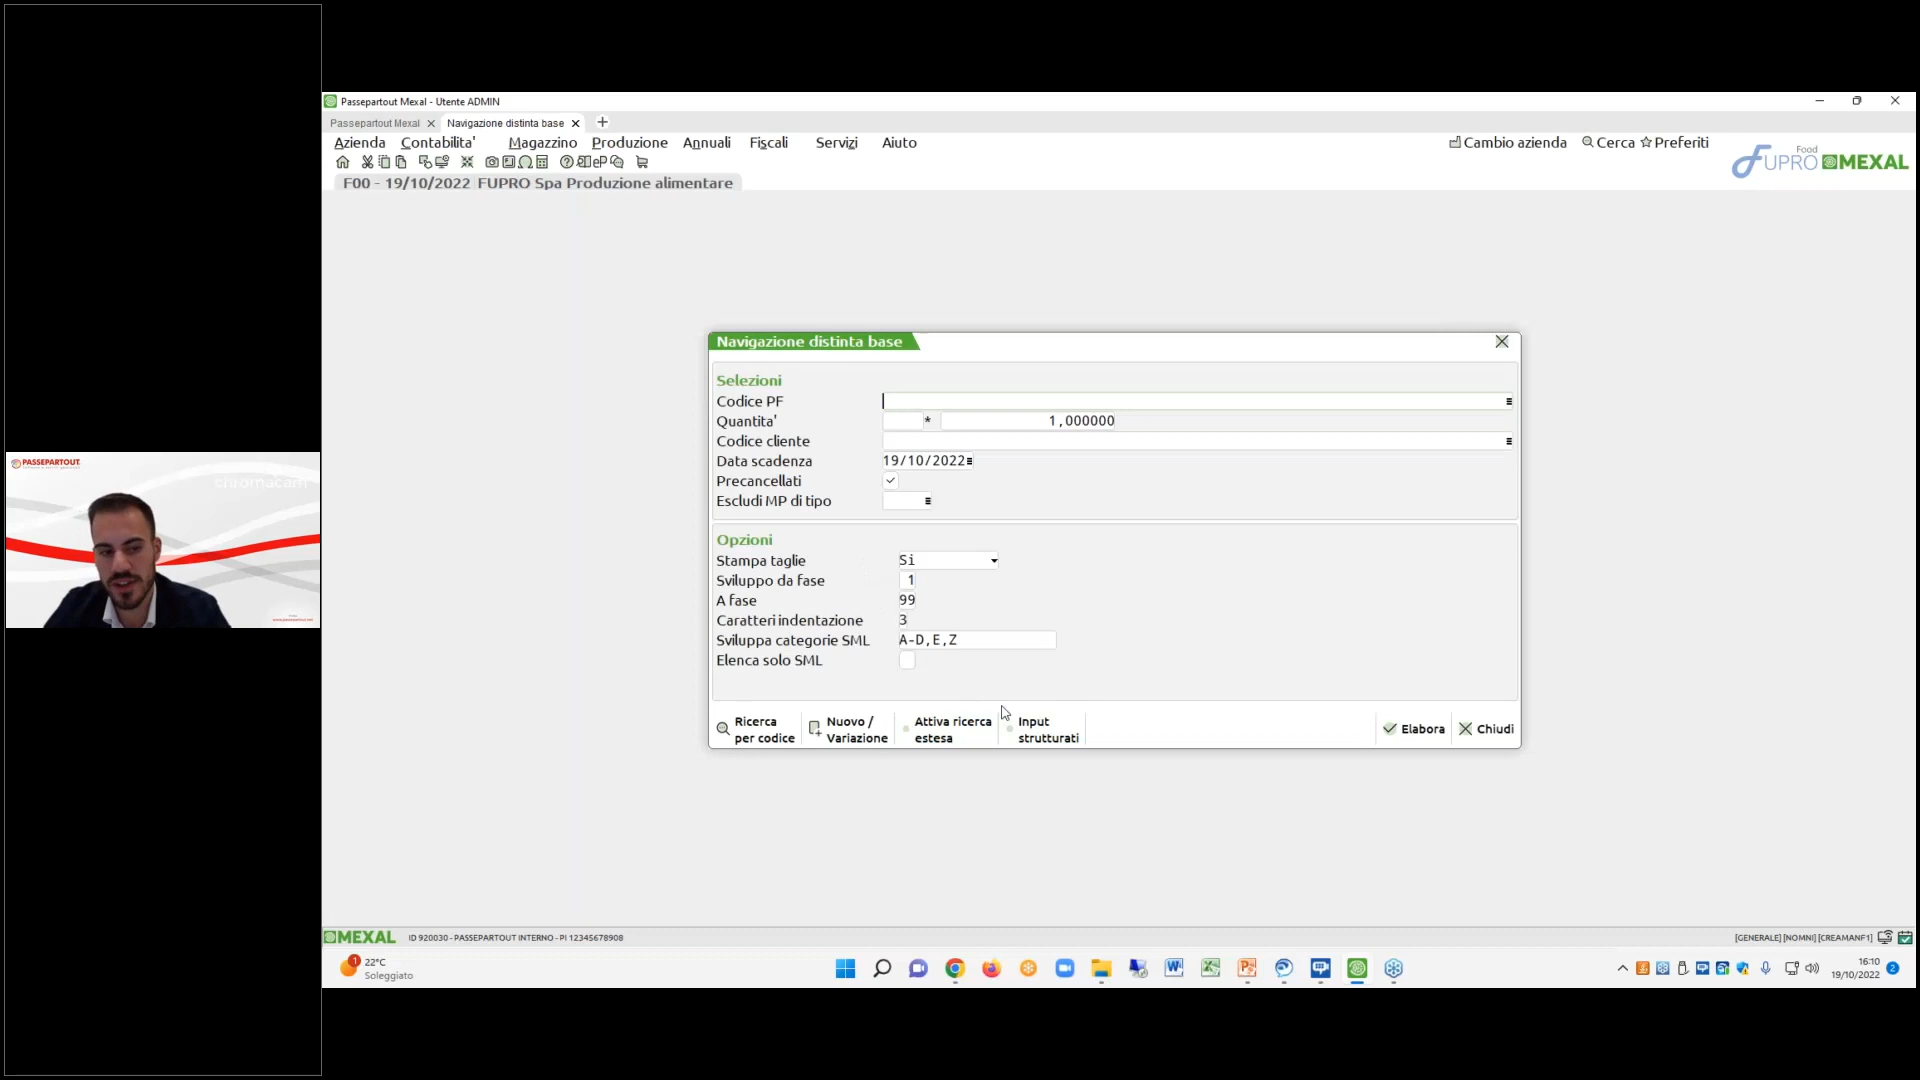 Passepartout Mexal - Utente ADMIN
Passepartout Mexal
Navigazione distinta base
Azienda Contabilita' Magazzino Produzione Annuali Fiscali Servizi Aiuto
Cambio azienda Cerca Preferiti
Food
FUPRO MEXAL
F00 - 19/10/2022 FUPRO Spa Produzione alimentare
Navigazione distinta base
Selezioni
Codice PF
Quantita' * 1,000000
Codice cliente
Data scadenza 19/10/2022
Precancellati
Escludi MP di tipo
Opzioni
Stampa taglie Si
Sviluppo da fase 1
A fase 99
Caratteri indentazione 3
Sviluppa categorie SML A-D,E,Z
Elenca solo SML
Ricerca per codice
Nuovo / Variazione
Attiva ricerca estesa
Input strutturati
Elabora
Chiudi
PASSEPARTOUT
chromacam
MEXAL ID 920030 - PASSEPARTOUT INTERNO - PI 12345678908
[GENERALE] [NOMNI] [CREAMANF1]
1
22°C
Soleggiato
16:10
19/10/2022
2